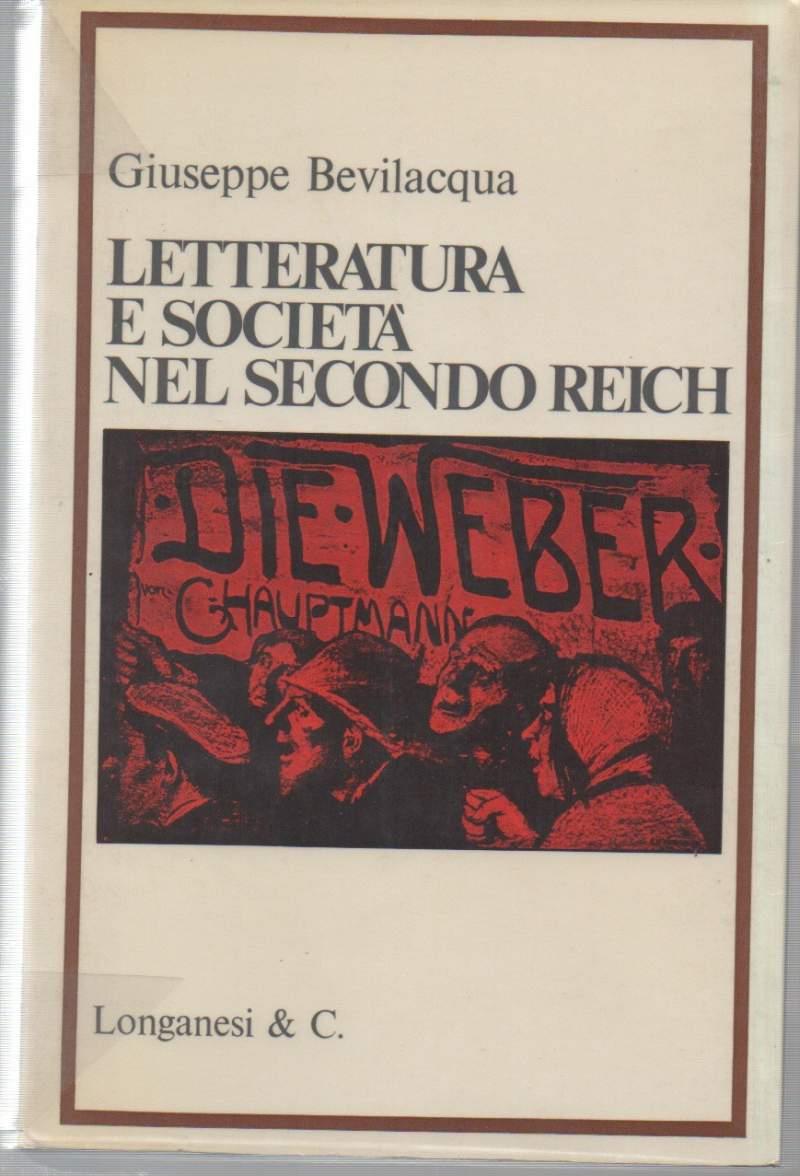 Giuseppe Bevilacqua
LETTERATURA
E SOCIETÀ
NEL SECONDO REICH
DIE·WEBER·
von
G·HAUPTMANN
Longanesi & C.